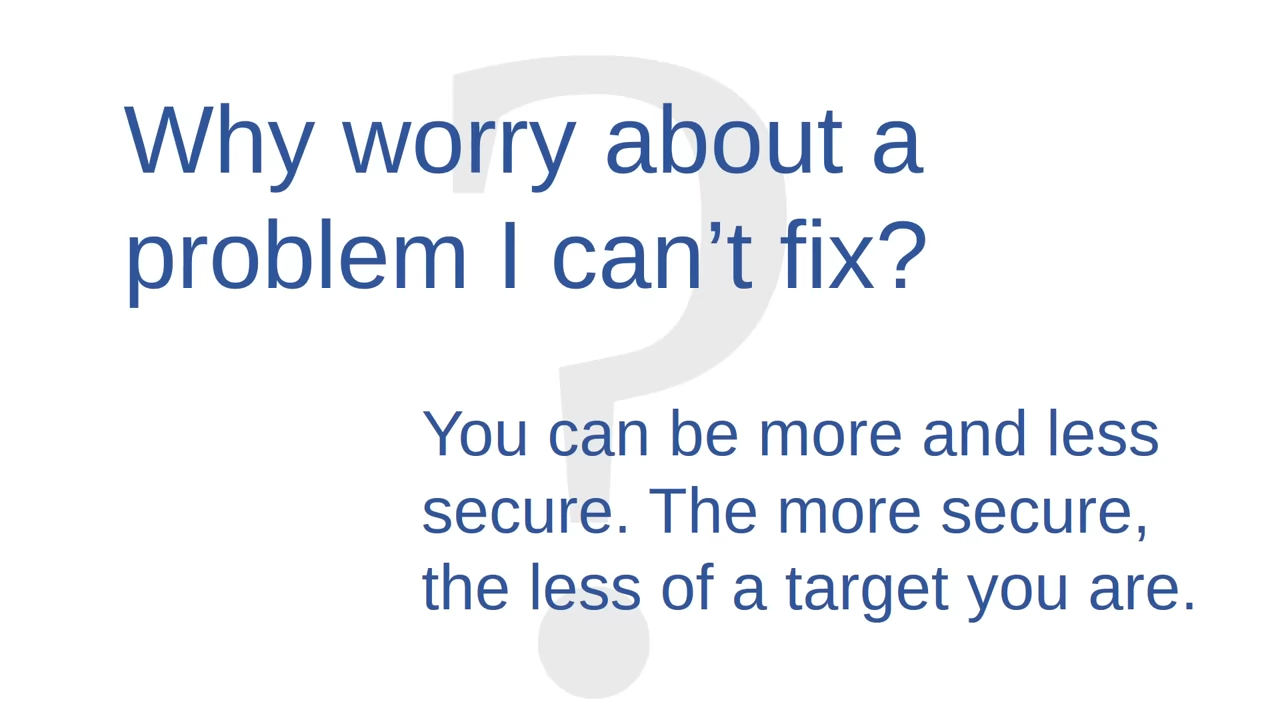 Why worry about a
problem I can’t fix?
You can be more and less
secure. The more secure,
the less of a target you are.